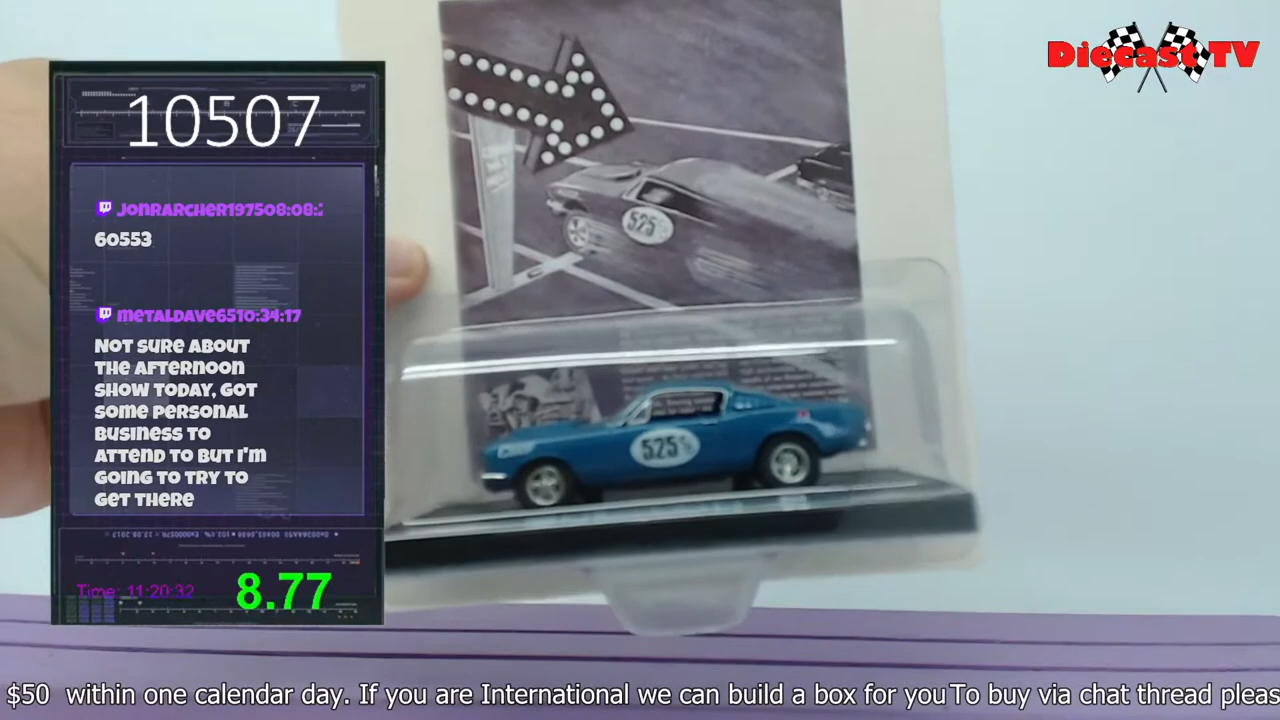 10507
JONRARCHER197508:08:
60553
METALDAVE6510:34:17
NOT SURE ABOUT
THE AFTERNOON
SHOW TODAY, GOT
SOME PERSONAL
BUSINESS TO
ATTEND TO BUT I'M
GOING TO TRY TO
GET THERE
Time: 11:20:32
8.77
Diecast TV
525
525
$50 within one calendar day. If you are International we can build a box for you To buy via chat thread pleas